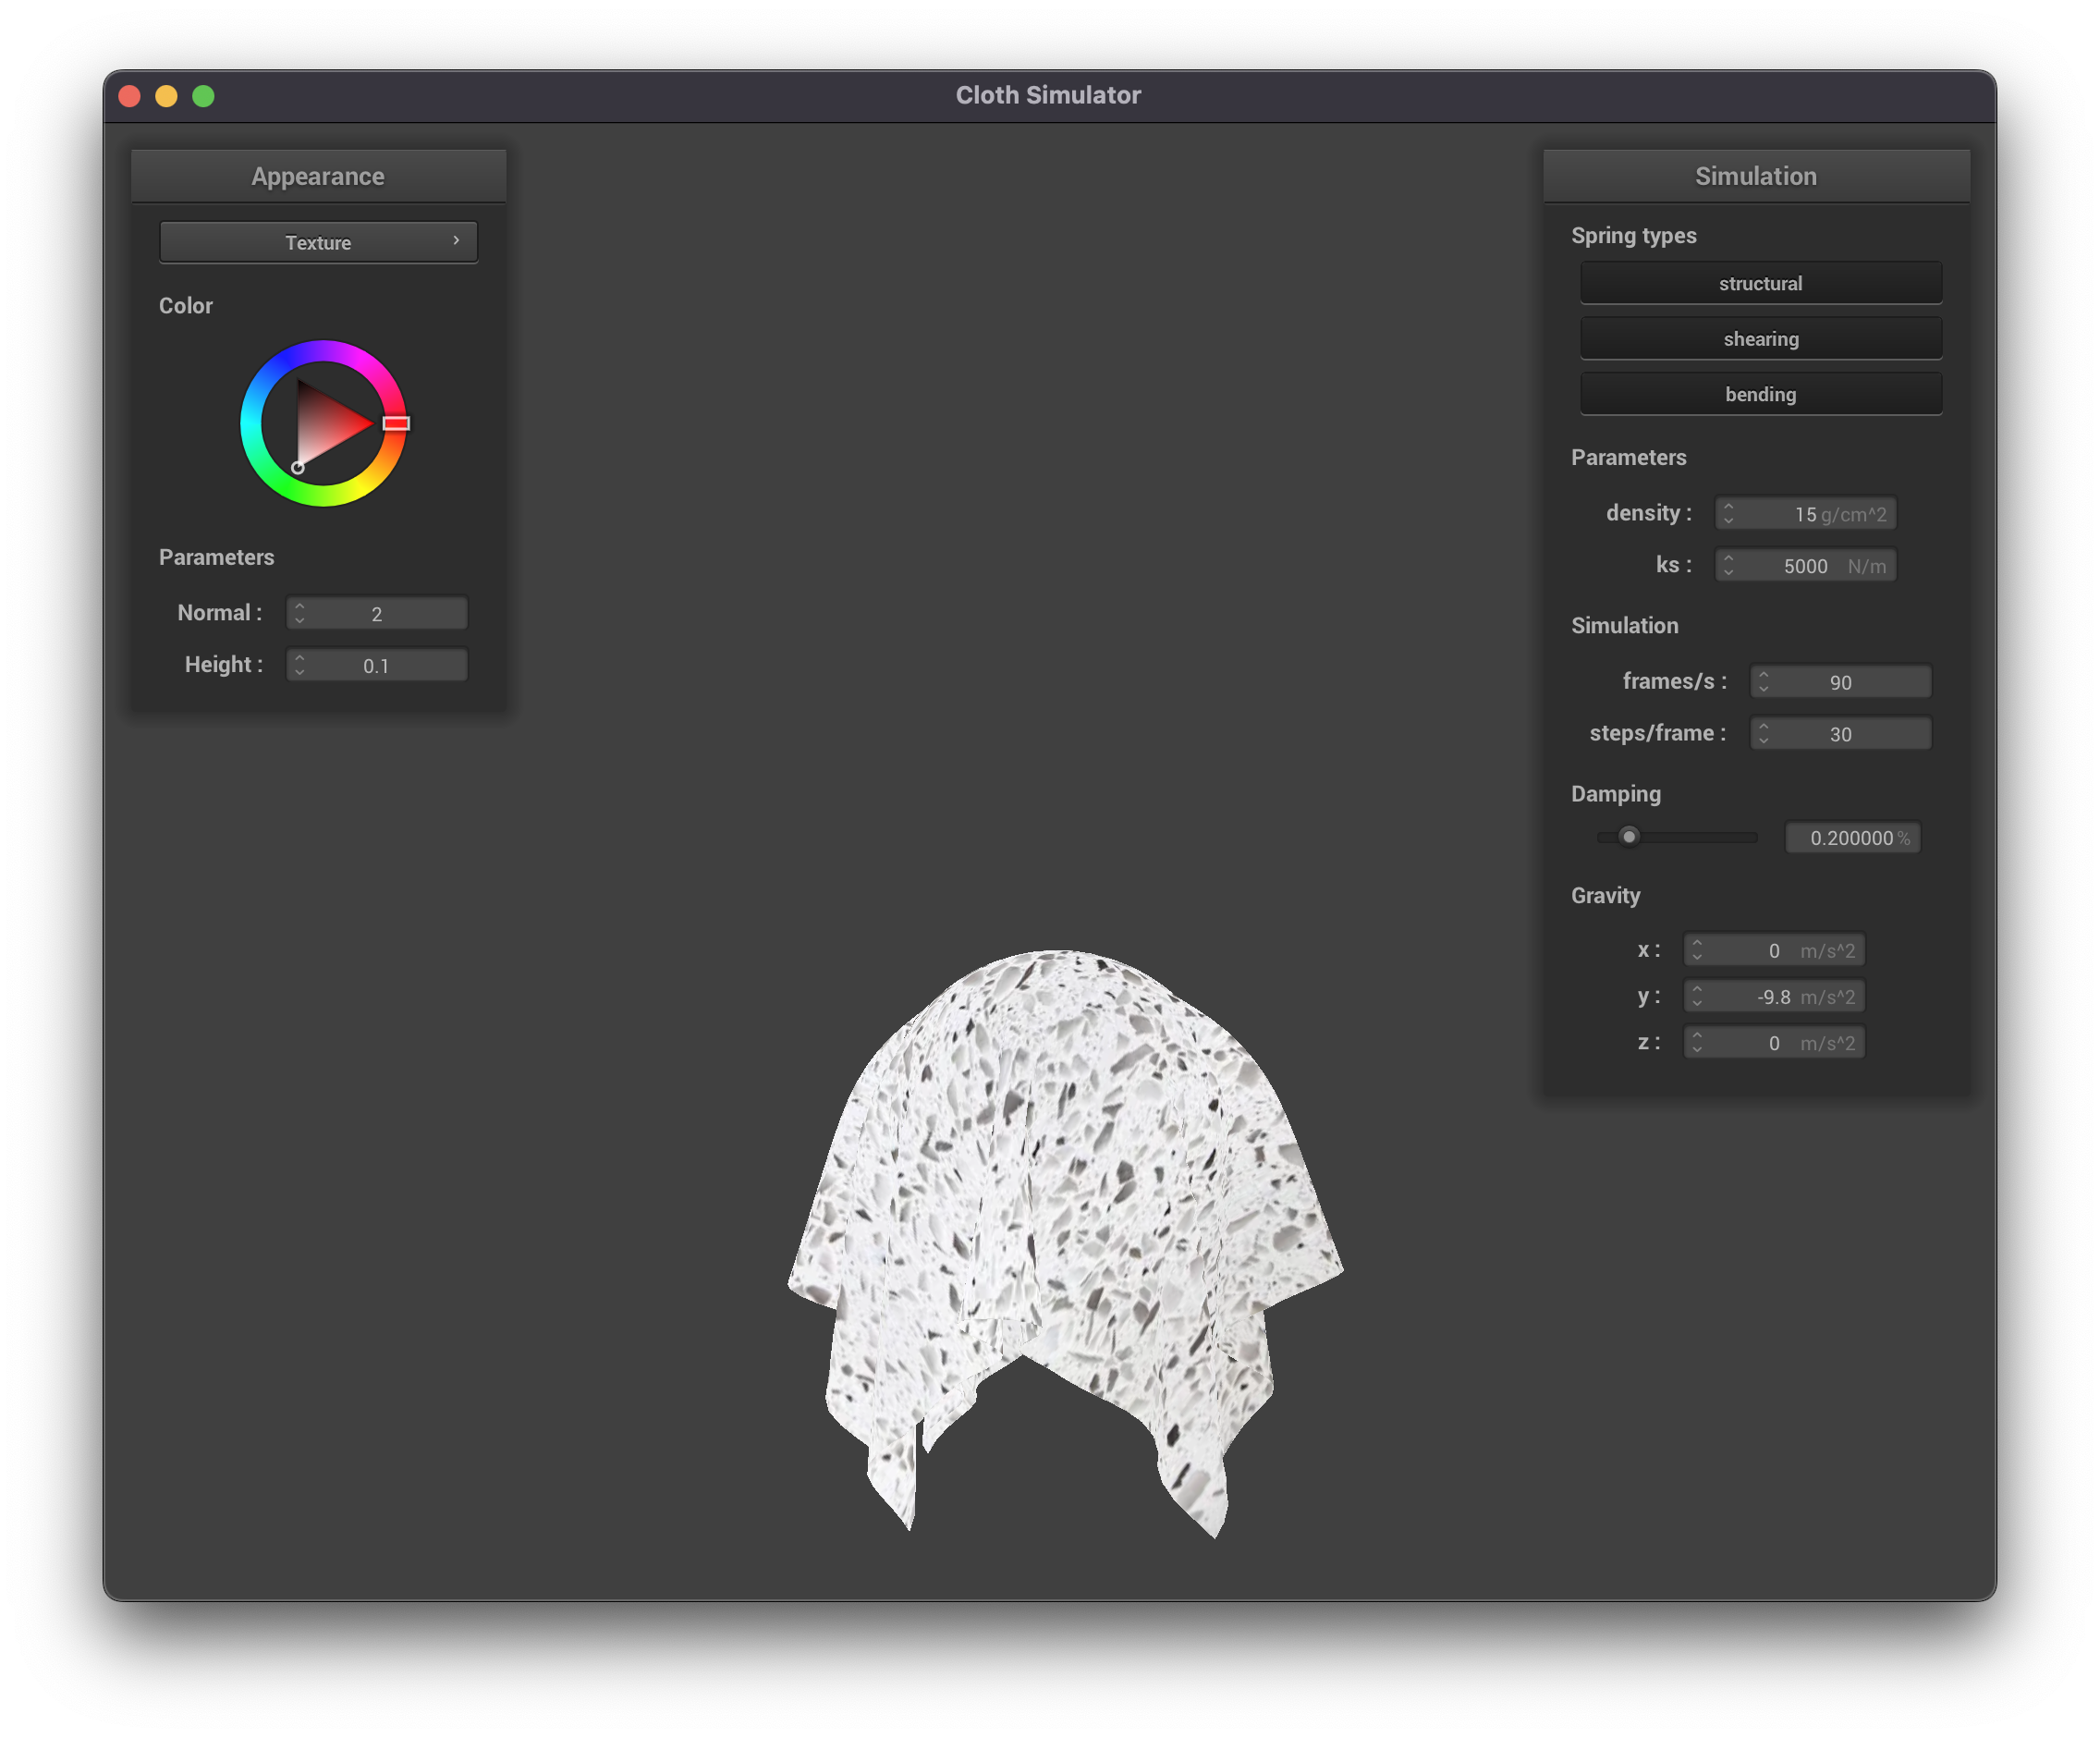 Cloth Simulator
Appearance
Texture
Color
Parameters
Normal : 2
Height : 0.1
Simulation
Spring types
structural
shearing
bending
Parameters
density : 15 g/cm^2
ks : 5000 N/m
Simulation
frames/s : 90
steps/frame : 30
Damping
0.200000 %
Gravity
x : 0 m/s^2
y : -9.8 m/s^2
z : 0 m/s^2